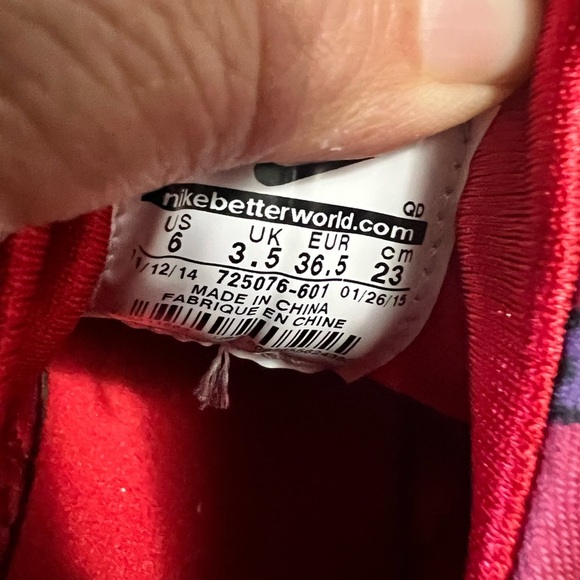 nikebetterworld.com
QD
US UK EUR cm
6 3.5 36.5 23
/12/14 725076-601 01/26/15
MADE IN CHINA
FABRIQUE EN CHINE